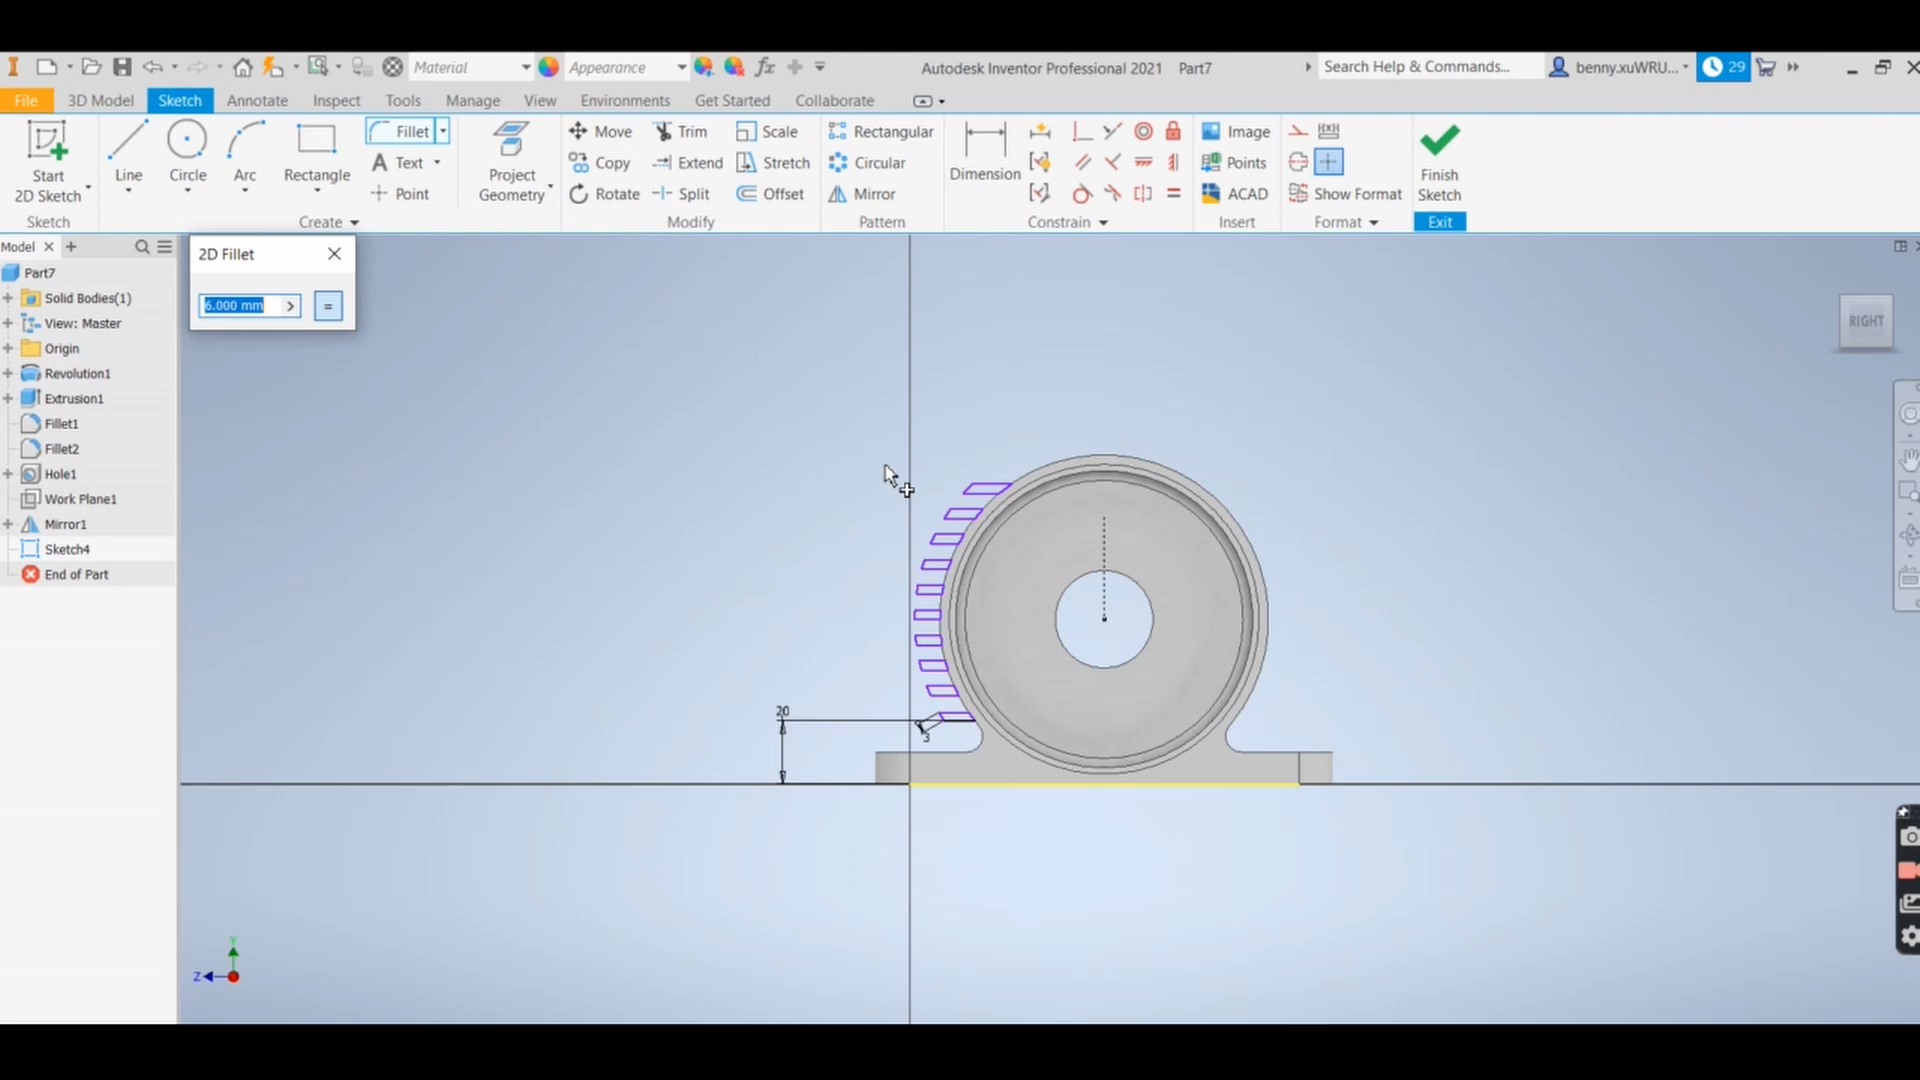 Material
Appearance
fx
Autodesk Inventor Professional 2021 Part7
Search Help & Commands...
benny.xuWRU...
29
File
3D Model
Sketch
Annotate
Inspect
Tools
Manage
View
Environments
Get Started
Collaborate
Start
2D Sketch
Line
Circle
Arc
Rectangle
Fillet
Text
Point
Project
Geometry
Move
Copy
Rotate
Trim
Extend
Split
Scale
Stretch
Offset
Rectangular
Circular
Mirror
Dimension
Image
Points
ACAD
Show Format
Finish
Sketch
Sketch
Create
Modify
Pattern
Constrain
Insert
Format
Exit
Model
Part7
Solid Bodies(1)
View: Master
Origin
Revolution1
Extrusion1
Fillet1
Fillet2
Hole1
Work Plane1
Mirror1
Sketch4
End of Part
2D Fillet
6.000 mm
=
RIGHT
20
3
Y
Z